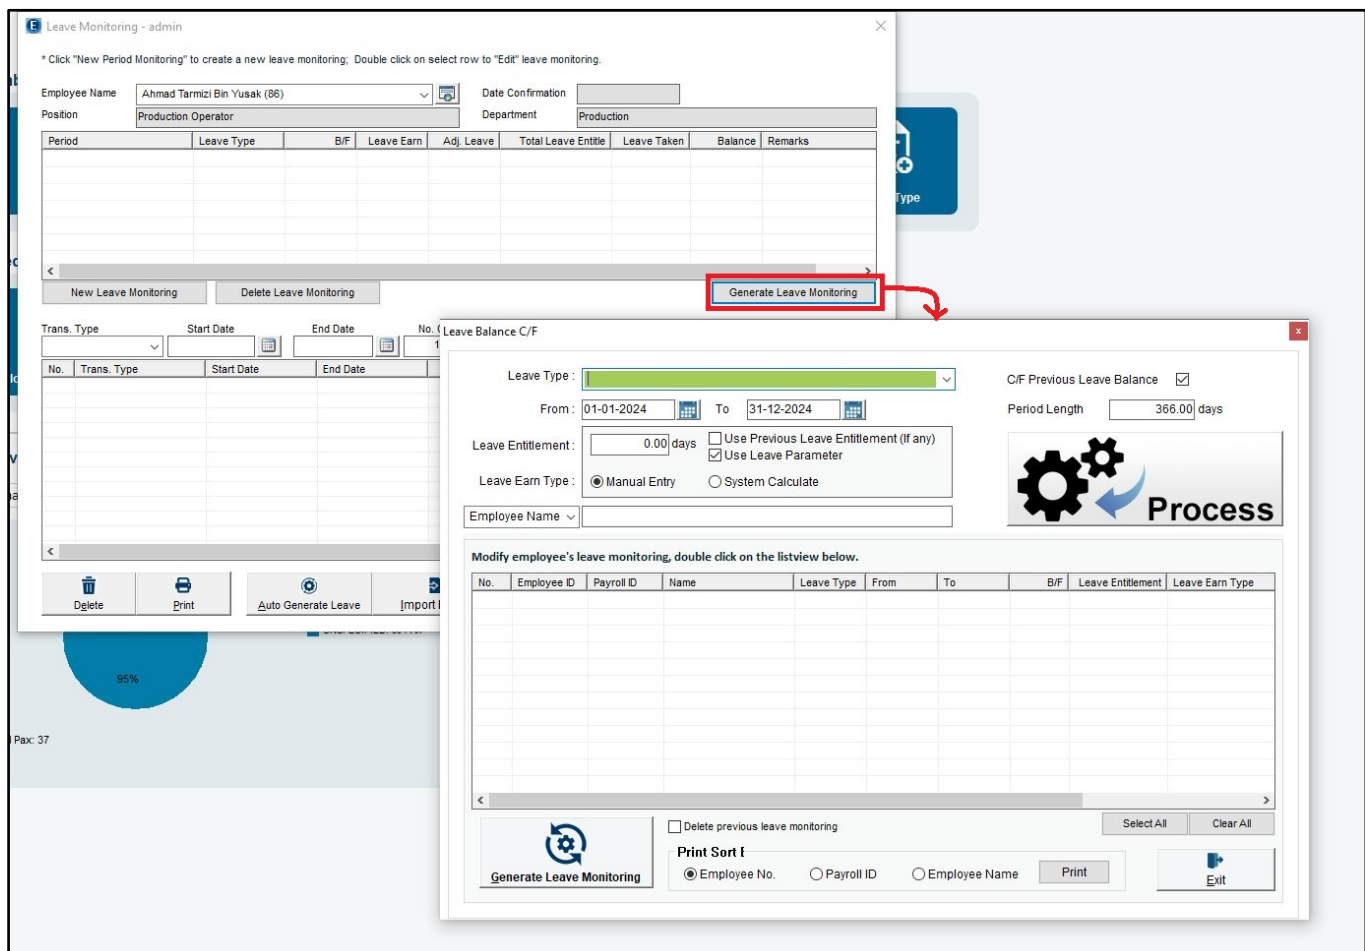 Leave Monitoring - admin
* Click "New Period Monitoring" to create a new leave monitoring; Double click on select row to "Edit" leave monitoring.
Employee Name Ahmad Tarmizi Bin Yusak (86) Date Confirmation
Position Production Operator Department Production
Period Leave Type B/F Leave Earn Adj. Leave Total Leave Entitle Leave Taken Balance Remarks
Type
New Leave Monitoring Delete Leave Monitoring Generate Leave Monitoring
Trans. Type Start Date End Date No.
1
No. Trans. Type Start Date End Date
Delete Print Auto Generate Leave Import
95%
Pax: 37
Leave Balance C/F
Leave Type : C/F Previous Leave Balance
From : 01-01-2024 To 31-12-2024 Period Length 366.00 days
Leave Entitlement : 0.00 days Use Previous Leave Entitlement (If any)
Use Leave Parameter
Leave Earn Type : Manual Entry System Calculate
Process
Employee Name
Modify employee's leave monitoring, double click on the listview below.
No. Employee ID Payroll ID Name Leave Type From To B/F Leave Entitlement Leave Earn Type
Delete previous leave monitoring Select All Clear All
Print Sort
Generate Leave Monitoring Employee No. Payroll ID Employee Name Print Exit